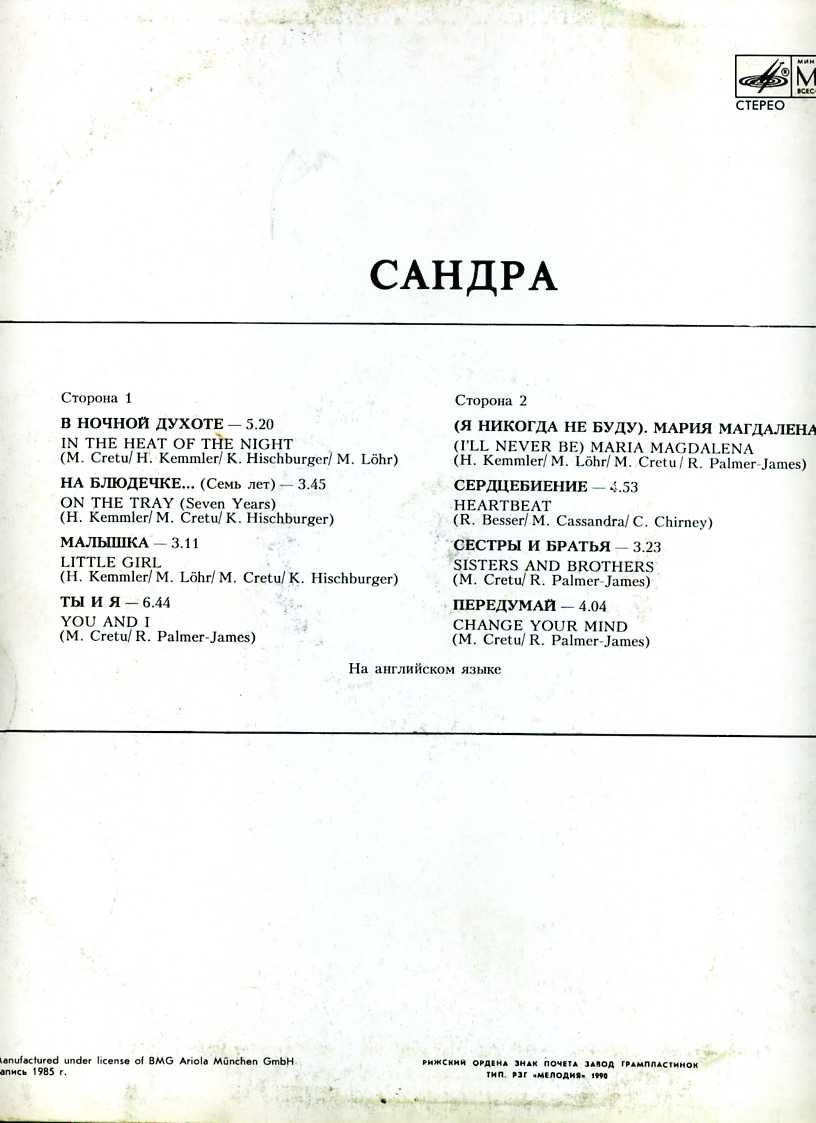 МИН
М
ВСЕС
СТЕРЕО
САНДРА
Сторона 1
В НОЧНОЙ ДУХОТЕ — 5.20
IN THE HEAT OF THE NIGHT
(M. Cretu/ H. Kemmler/ K. Hischburger/ M. Löhr)
НА БЛЮДЕЧКЕ... (Семь лет) — 3.45
ON THE TRAY (Seven Years)
(H. Kemmler/ M. Cretu/ K. Hischburger)
МАЛЫШКА — 3.11
LITTLE GIRL
(H. Kemmler/ M. Löhr/ M. Cretu/ K. Hischburger)
ТЫ И Я — 6.44
YOU AND I
(M. Cretu/ R. Palmer-James)
Сторона 2
(Я НИКОГДА НЕ БУДУ). МАРИЯ МАГДАЛЕНА
(I'LL NEVER BE) MARIA MAGDALENA
(H. Kemmler/ M. Löhr/ M. Cretu / R. Palmer-James)
СЕРДЦЕБИЕНИЕ — 4.53
HEARTBEAT
(R. Besser/ M. Cassandra/ C. Chirney)
СЕСТРЫ И БРАТЬЯ — 3.23
SISTERS AND BROTHERS
(M. Cretu/ R. Palmer-James)
ПЕРЕДУМАЙ — 4.04
CHANGE YOUR MIND
(M. Cretu/ R. Palmer-James)
На английском языке
anufactured under license of BMG Ariola München GmbH
апись 1985 г.
РИЖСКИЙ ОРДЕНА ЗНАК ПОЧЕТА ЗАВОД ГРАМПЛАСТИНОК
ТИП. РЗГ «МЕЛОДИЯ» 1990